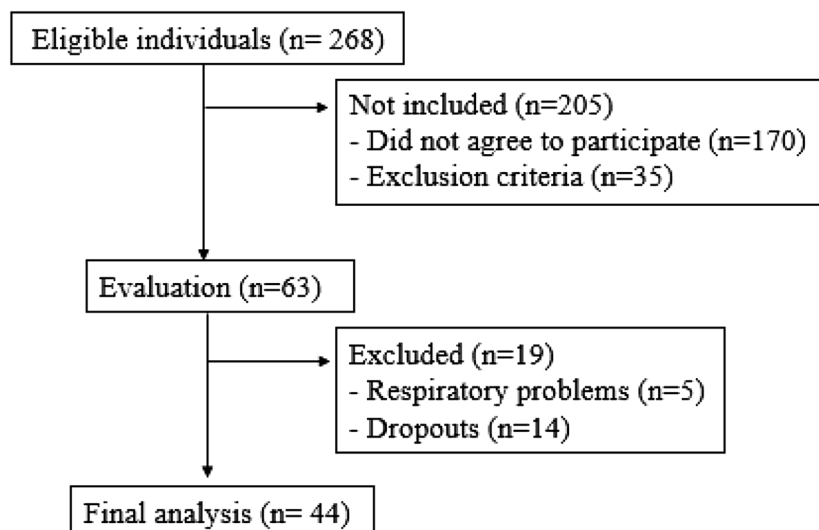 Eligible individuals (n= 268)
Not included (n=205)
- Did not agree to participate (n=170)
- Exclusion criteria (n=35)
Evaluation (n=63)
Excluded (n=19)
- Respiratory problems (n=5)
- Dropouts (n=14)
Final analysis (n= 44)